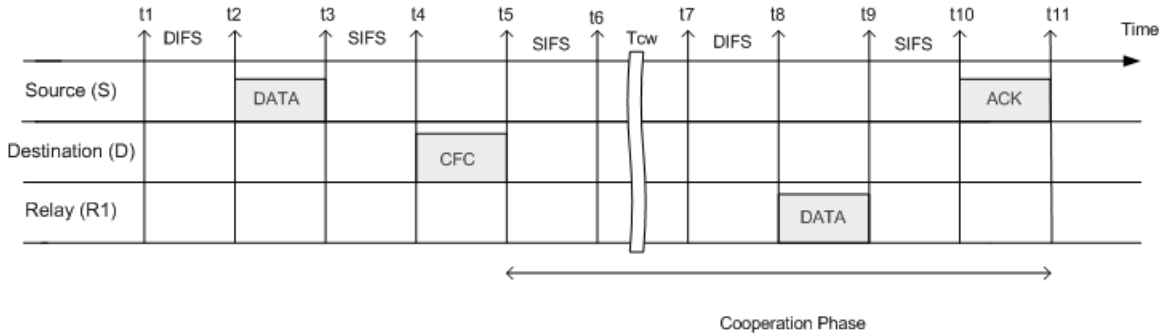 t1 t2 t3 t4 t5 t6 t7 t8 t9 t10 t11
DIFS SIFS SIFS Tcw DIFS SIFS Time
Source (S) DATA ACK
Destination (D) CFC
Relay (R1) DATA
Cooperation Phase